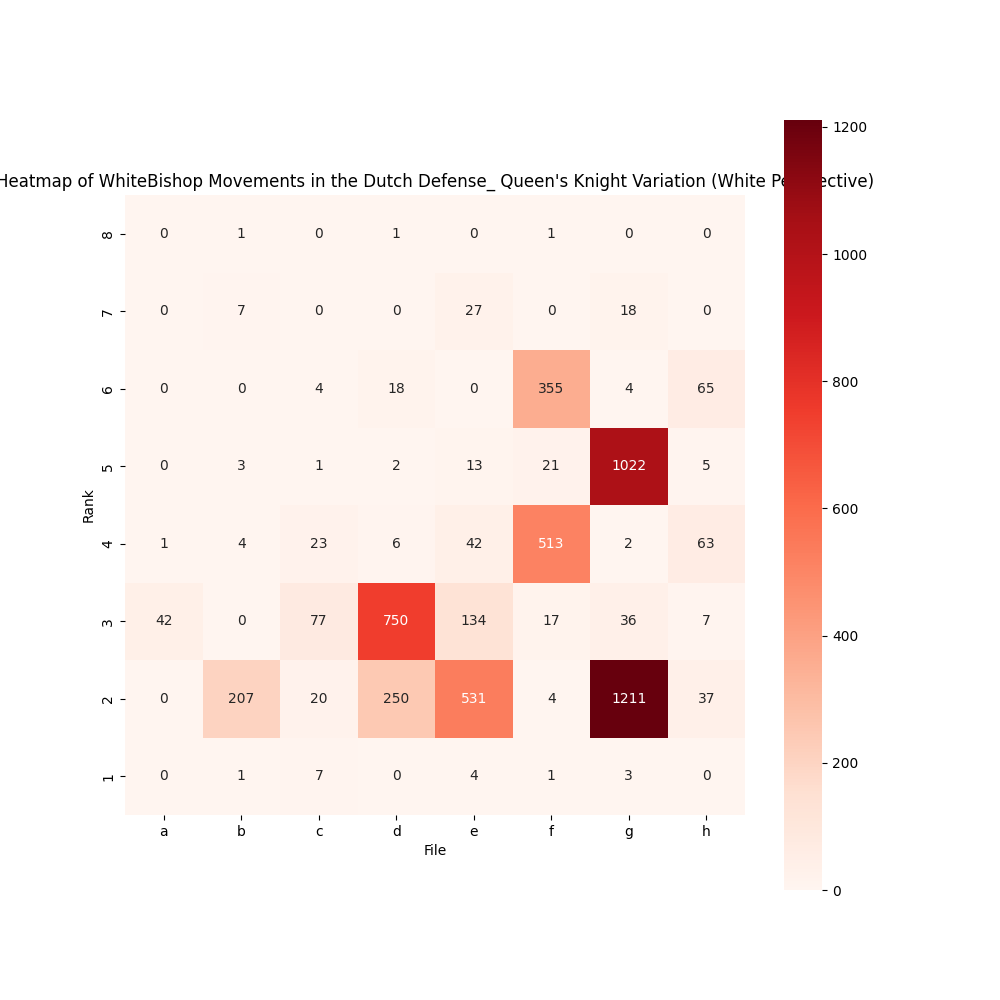 1200
Heatmap of WhiteBishop Movements in the Dutch Defense_ Queen's Knight Variation (White Pe ective)
8 0 1 0 1 0 1 0 0
1000
7 0 7 0 0 27 0 18 0
6 0 0 4 18 0 355 4 65
800
5 0 3 1 2 13 21 1022 5
Rank
600
4 1 4 23 6 42 513 2 63
3 42 0 77 750 134 17 36 7
400
2 0 207 20 250 531 4 1211 37
200
1 0 1 7 0 4 1 3 0
a b c d e f g h
File
0